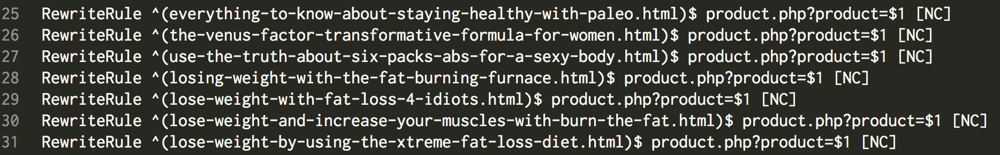 25 RewriteRule ^(everything-to-know-about-staying-healthy-with-paleo.html)$ product.php?product=$1 [NC]
26 RewriteRule ^(the-venus-factor-transformative-formula-for-women.html)$ product.php?product=$1 [NC]
27 RewriteRule ^(use-the-truth-about-six-packs-abs-for-a-sexy-body.html)$ product.php?product=$1 [NC]
28 RewriteRule ^(losing-weight-with-the-fat-burning-furnace.html)$ product.php?product=$1 [NC]
29 RewriteRule ^(lose-weight-with-fat-loss-4-idiots.html)$ product.php?product=$1 [NC]
30 RewriteRule ^(lose-weight-and-increase-your-muscles-with-burn-the-fat.html)$ product.php?product=$1 [NC]
31 RewriteRule ^(lose-weight-by-using-the-xtreme-fat-loss-diet.html)$ product.php?product=$1 [NC]